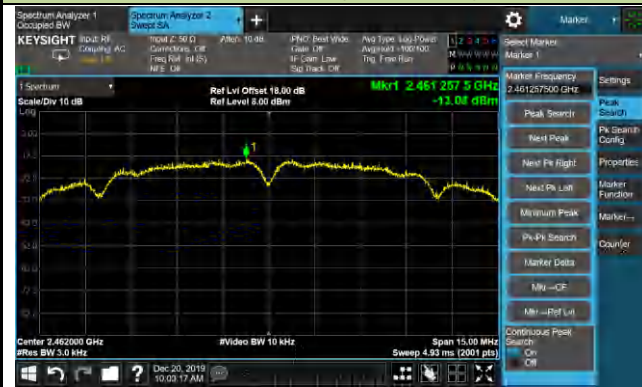 Spectrum Analyzer 1
Occupied BW
Spectrum Analyzer 2
Swept SA
Marker
KEYSIGHT
Input: RF
Coupling: AC
Input Z: 50 Ω
Corrections: Off
Freq Ref: Int (S)
NFE: Off
Atten: 10 dB
PNO: Best Wide
Gate: Off
IF Gain: Low
Sig Track: Off
Avg Type: Log-Power
Avg|Hold: >100/100
Trig: Free Run
Select Marker
Marker 1
1 Spectrum
Scale/Div 10 dB
Log
Ref Lvl Offset 18.00 dB
Ref Level 8.00 dBm
Mkr1 2.461 257 5 GHz
-13.08 dBm
1
Marker Frequency
2.461257500 GHz
Peak Search
Next Peak
Next Pk Right
Next Pk Left
Minimum Peak
Pk-Pk Search
Marker Delta
Mkr→CF
Mkr→Ref Lvl
Continuous Peak
Search
On
Off
Settings
Peak
Search
Pk Search
Config
Properties
Marker
Function
Marker→
Counter
Center 2.462000 GHz
#Res BW 3.0 kHz
#Video BW 10 kHz
Span 15.00 MHz
Sweep 4.93 ms (2001 pts)
Dec 20, 2019
10:03:17 AM